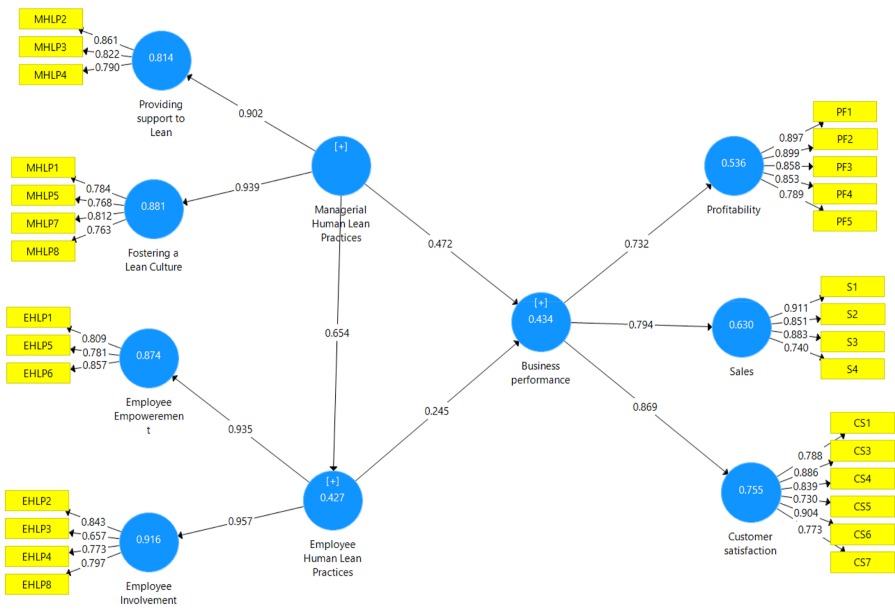 MHLP2
MHLP3
MHLP4
0.861
0.822
0.790
0.814
Providing
support to
Lean
0.902
MHLP1
MHLP5
MHLP7
MHLP8
0.784
0.768
0.812
0.763
0.881
Fostering a
Lean Culture
0.939
[+]
Managerial
Human Lean
Practices
0.472
0.654
EHLP1
EHLP5
EHLP6
0.809
0.781
0.857
0.874
Employee
Empoweremen
t
0.935
EHLP2
EHLP3
EHLP4
EHLP8
0.843
0.657
0.773
0.797
0.916
Employee
Involvement
0.957
[+]
0.427
Employee
Human Lean
Practices
0.245
[+]
0.434
Business
performance
0.732
0.794
0.869
0.536
Profitability
0.897
0.899
0.858
0.853
0.789
PF1
PF2
PF3
PF4
PF5
0.630
Sales
0.911
0.851
0.883
0.740
S1
S2
S3
S4
0.755
Customer
satisfaction
0.788
0.886
0.839
0.730
0.904
0.773
CS1
CS3
CS4
CS5
CS6
CS7